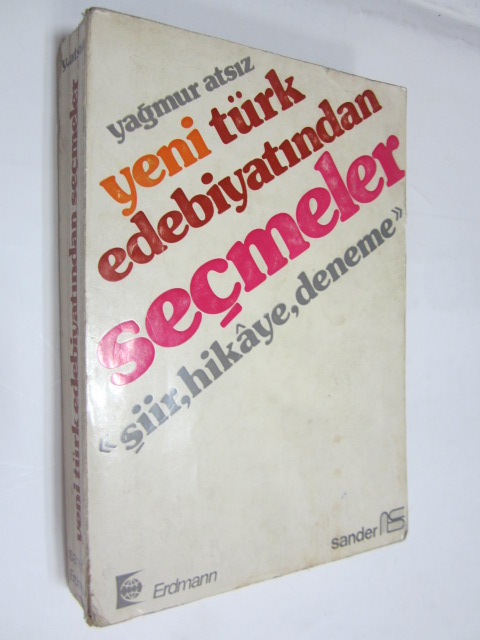 yağmur atsız
yeni türk
edebiyatından
seçmeler
«şiir, hikâye, deneme»
Erdmann
sander
yeni türk edebiyatından seçmeler